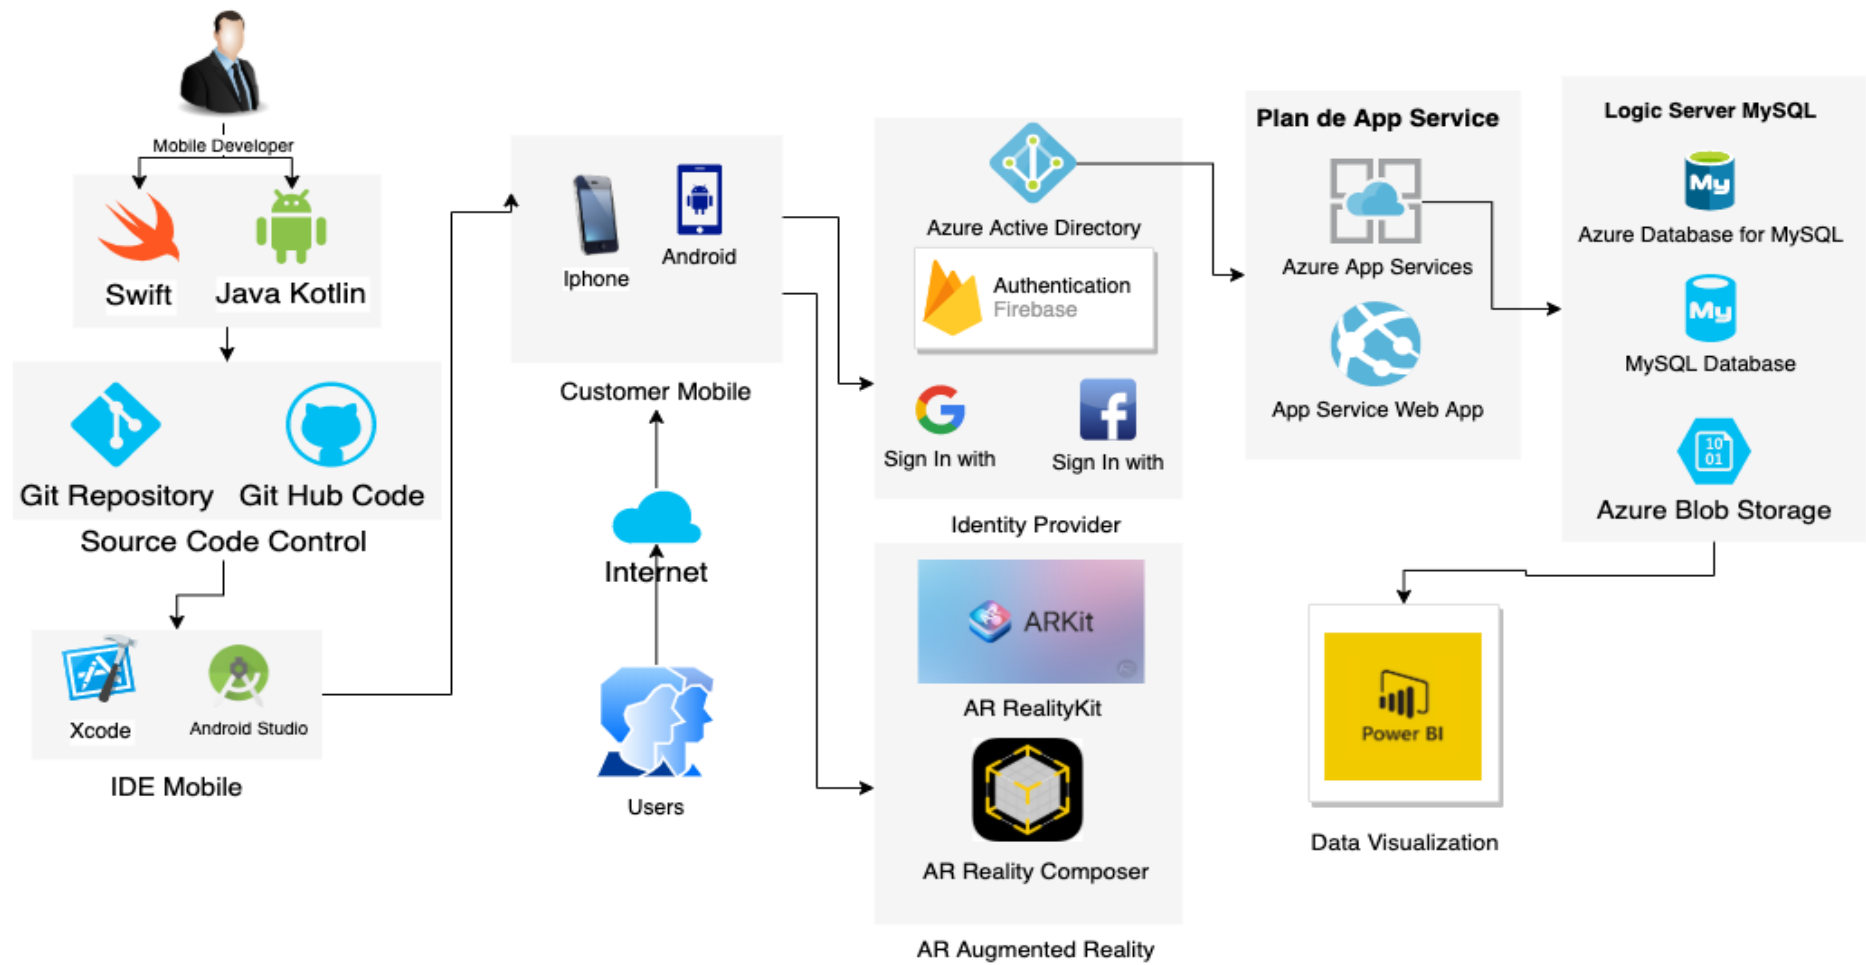 Mobile Developer
Swift
Java Kotlin
Git Repository
Git Hub Code
Source Code Control
Xcode
Android Studio
IDE Mobile
Iphone
Android
Customer Mobile
Internet
Users
Azure Active Directory
Authentication
Firebase
Sign In with
Sign In with
Identity Provider
ARKit
AR RealityKit
AR Reality Composer
AR Augmented Reality
Plan de App Service
Azure App Services
App Service Web App
Logic Server MySQL
My
Azure Database for MySQL
My
MySQL Database
10
01
Azure Blob Storage
Power BI
Data Visualization